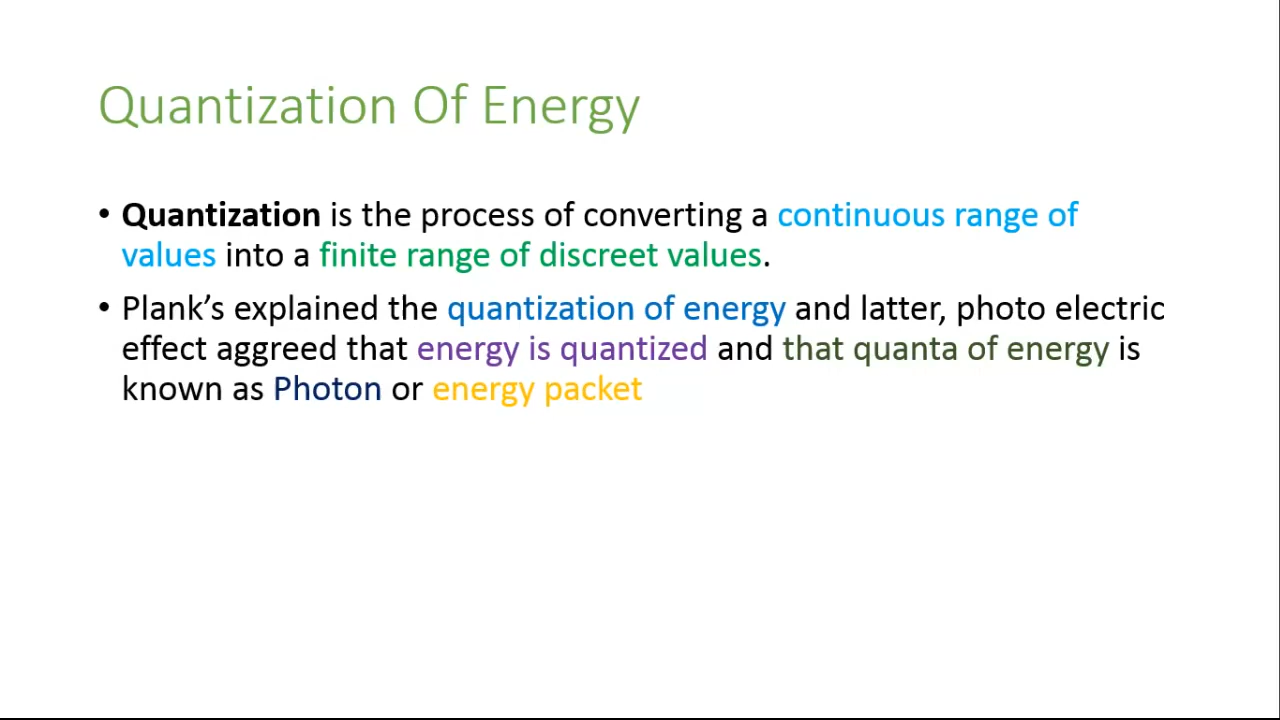 Quantization Of Energy
• Quantization is the process of converting a continuous range of
values into a finite range of discreet values.
• Plank’s explained the quantization of energy and latter, photo electric
effect aggreed that energy is quantized and that quanta of energy is
known as Photon or energy packet